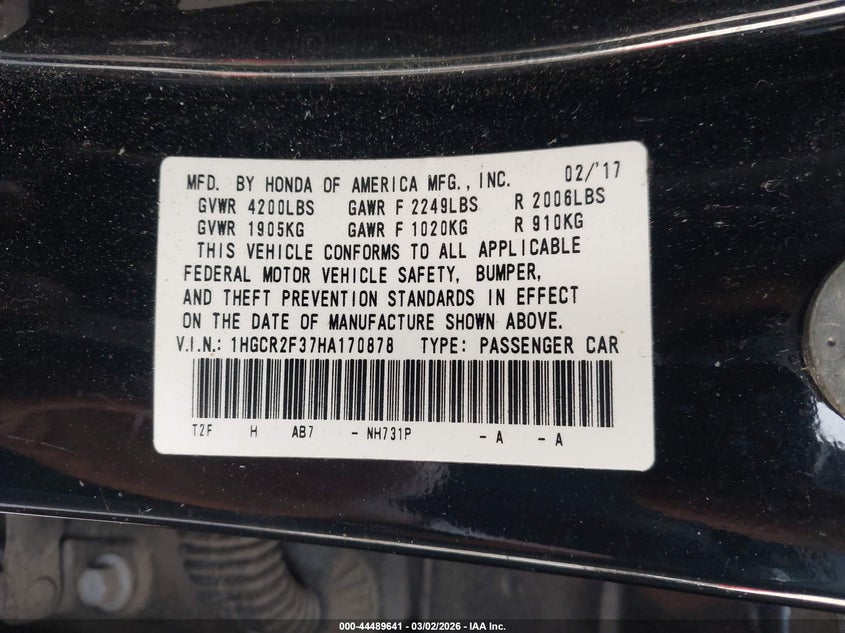 MFD. BY HONDA OF AMERICA MFG., INC. 02/'17
GVWR 4200LBS GAWR F 2249LBS R 2006LBS
GVWR 1905KG GAWR F 1020KG R 910KG
THIS VEHICLE CONFORMS TO ALL APPLICABLE
FEDERAL MOTOR VEHICLE SAFETY, BUMPER,
AND THEFT PREVENTION STANDARDS IN EFFECT
ON THE DATE OF MANUFACTURE SHOWN ABOVE.
V.I.N.: 1HGCR2F37HA170878 TYPE: PASSENGER CAR
T2F H AB7 - NH731P - A - A
000-44489641 - 03/02/2026 - IAA Inc.